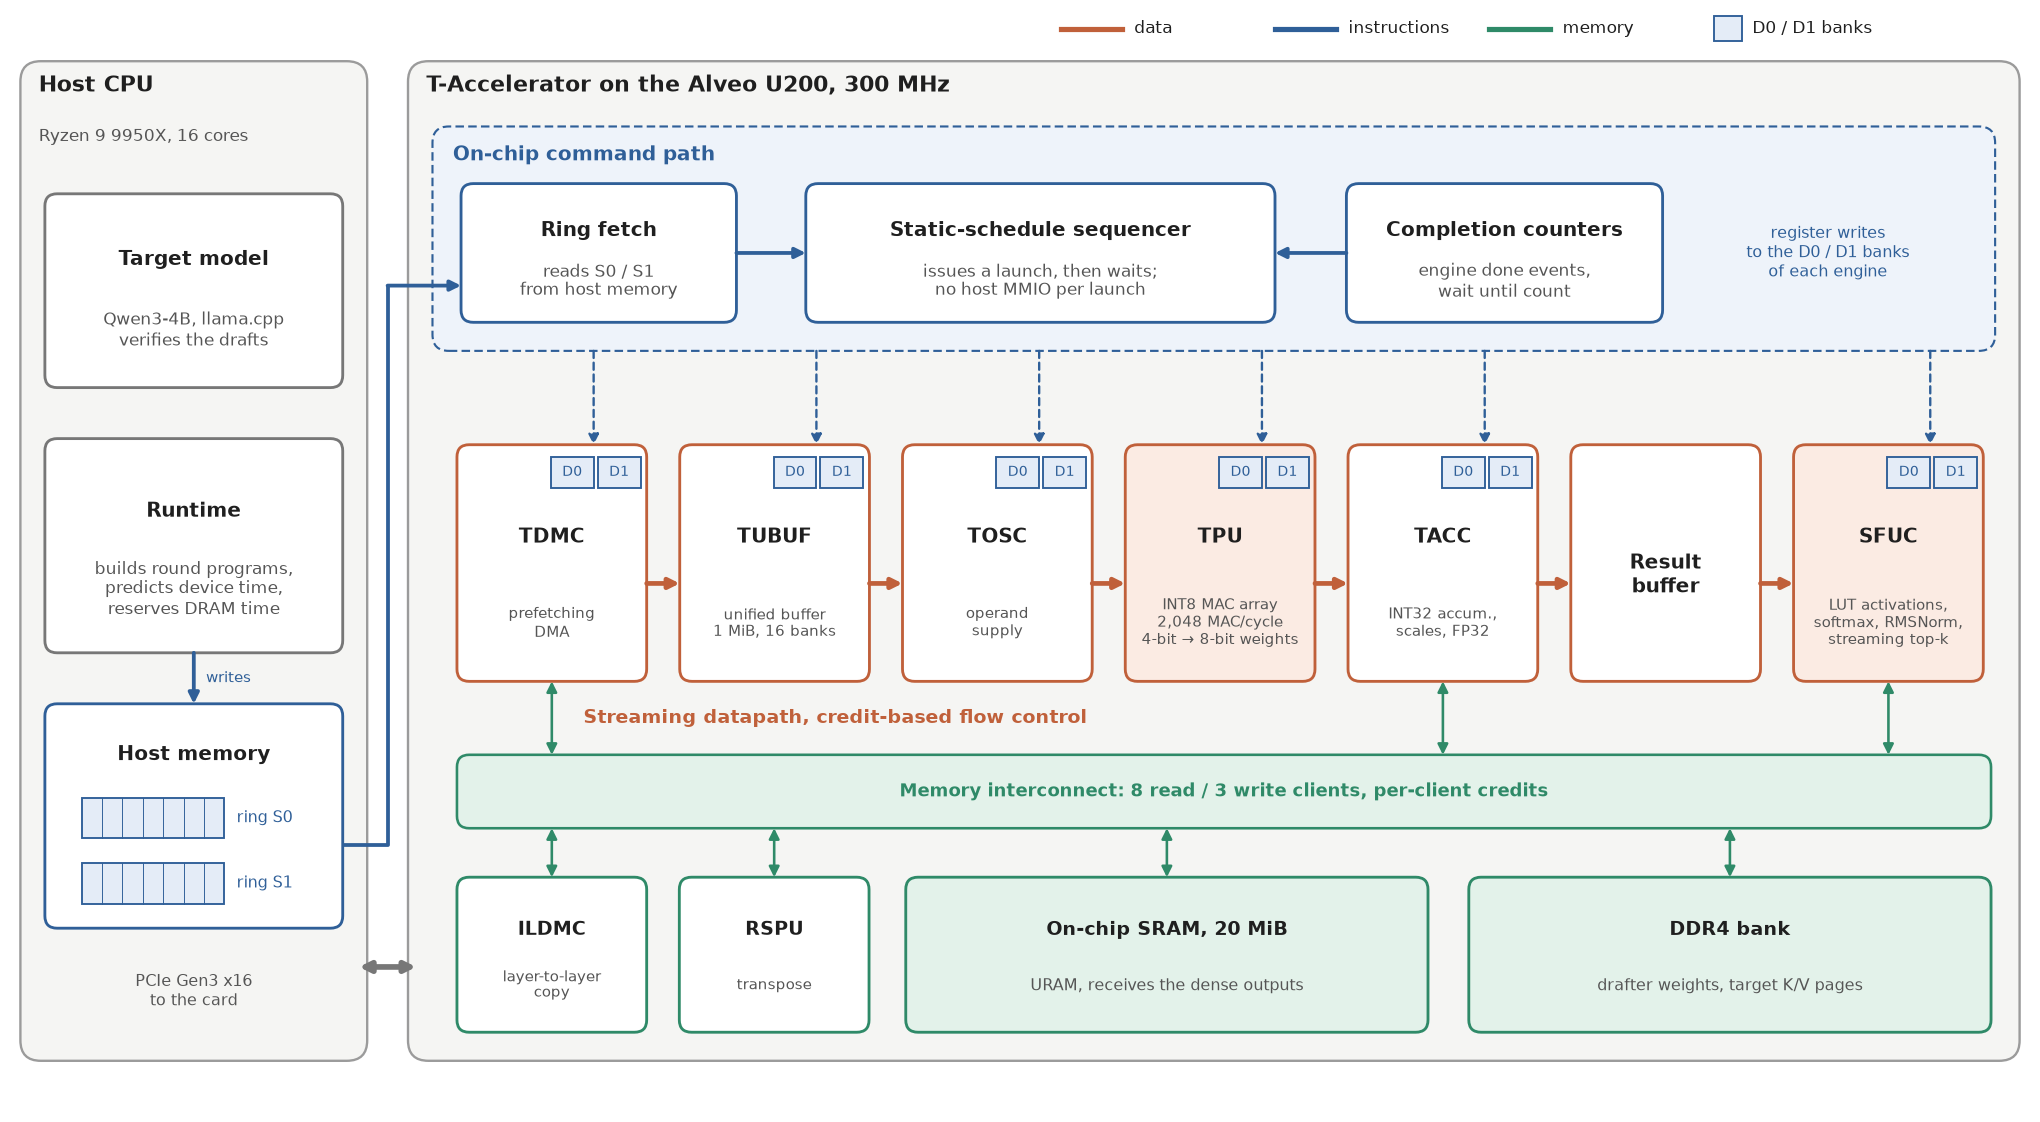 data
instructions
memory
D0 / D1 banks
Host CPU
Ryzen 9 9950X, 16 cores
Target model
Qwen3-4B, llama.cpp
verifies the drafts
Runtime
builds round programs,
predicts device time,
reserves DRAM time
writes
Host memory
ring S0
ring S1
PCIe Gen3 x16
to the card
T-Accelerator on the Alveo U200, 300 MHz
On-chip command path
Ring fetch
reads S0 / S1
from host memory
Static-schedule sequencer
issues a launch, then waits;
no host MMIO per launch
Completion counters
engine done events,
wait until count
register writes
to the D0 / D1 banks
of each engine
D0 D1
TDMC
prefetching
DMA
D0 D1
TUBUF
unified buffer
1 MiB, 16 banks
D0 D1
TOSC
operand
supply
D0 D1
TPU
INT8 MAC array
2,048 MAC/cycle
4-bit → 8-bit weights
D0 D1
TACC
INT32 accum.,
scales, FP32
Result
buffer
D0 D1
SFUC
LUT activations,
softmax, RMSNorm,
streaming top-k
Streaming datapath, credit-based flow control
Memory interconnect: 8 read / 3 write clients, per-client credits
ILDMC
layer-to-layer
copy
RSPU
transpose
On-chip SRAM, 20 MiB
URAM, receives the dense outputs
DDR4 bank
drafter weights, target K/V pages